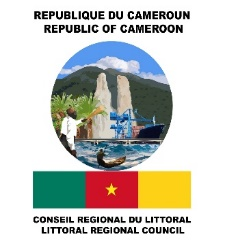 REPUBLIQUE DU CAMEROUN
REPUBLIC OF CAMEROON
CONSEIL REGIONAL DU LITTORAL
LITTORAL REGIONAL COUNCIL